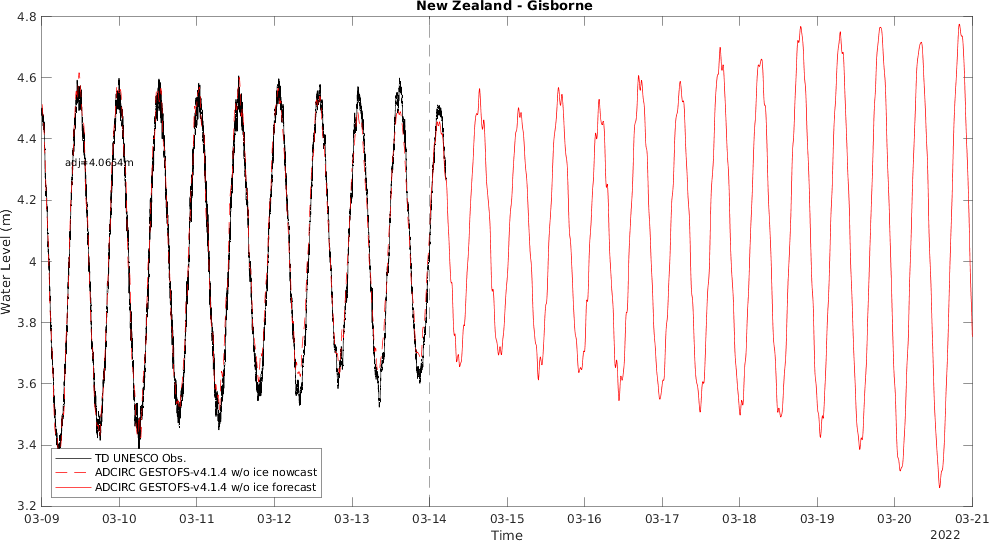 New Zealand - Gisborne
4.8
4.6
4.4
4.2
4
3.8
3.6
3.4
3.2
Water Level (m)
adj=4.0664m
TD UNESCO Obs.
ADCIRC GESTOFS-v4.1.4 w/o ice nowcast
ADCIRC GESTOFS-v4.1.4 w/o ice forecast
03-09 03-10 03-11 03-12 03-13 03-14 03-15 03-16 03-17 03-18 03-19 03-20 03-21
Time
2022